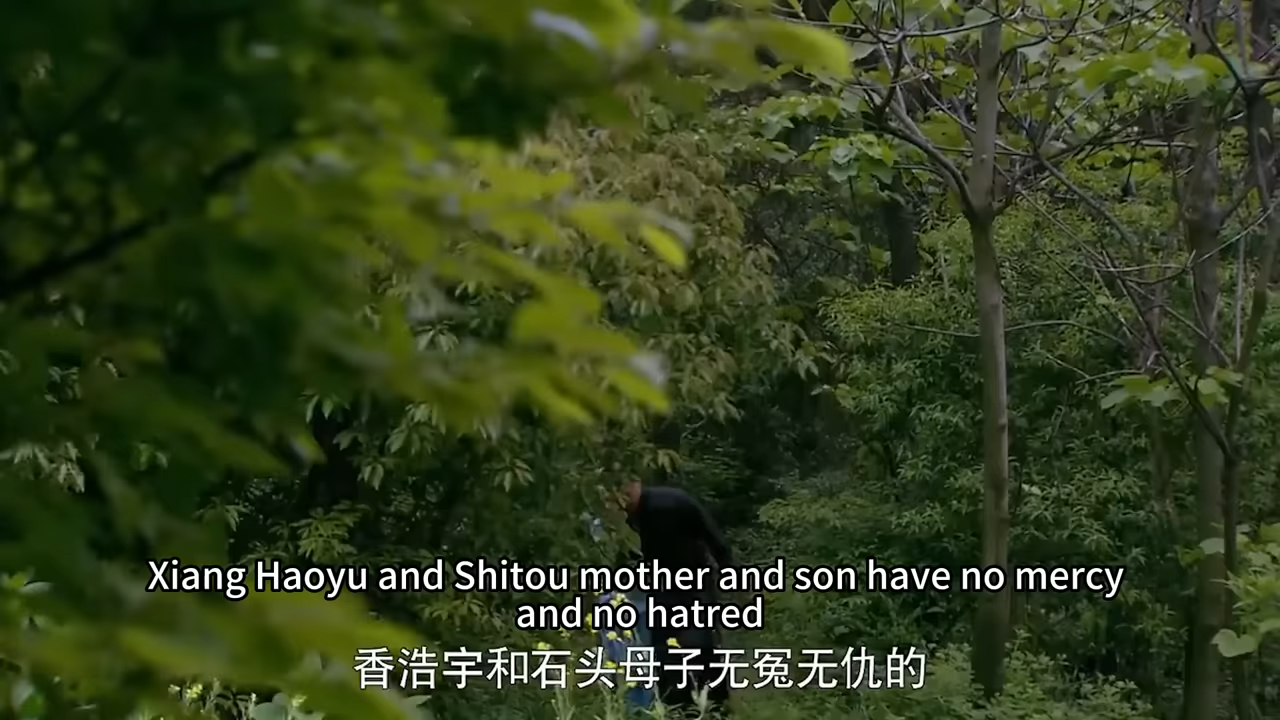 Xiang Haoyu and Shitou mother and son have no mercy
and no hatred
香浩宇和石头母子无冤无仇的